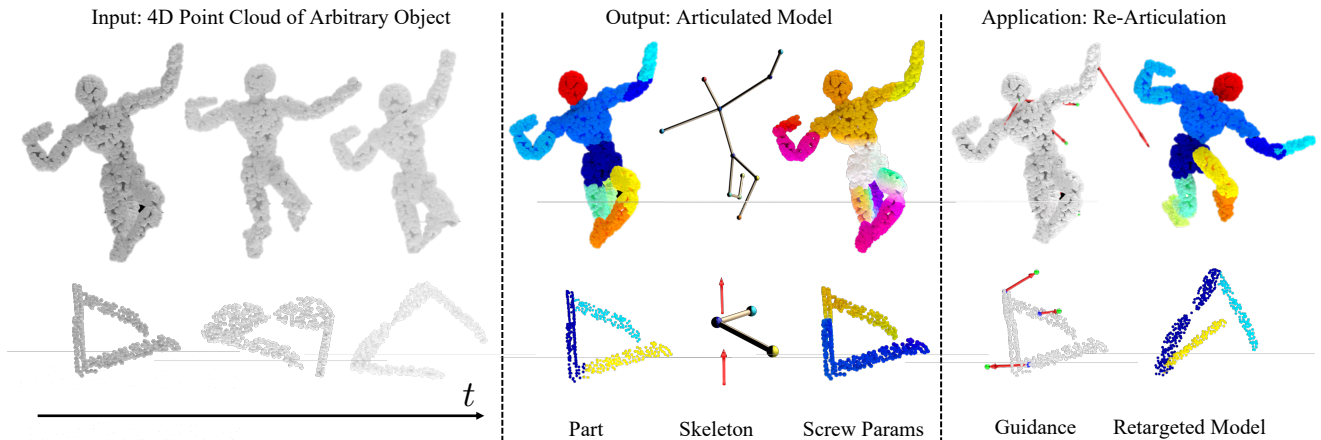 Input: 4D Point Cloud of Arbitrary Object
Output: Articulated Model
Application: Re-Articulation
t
Part
Skeleton
Screw Params
Guidance
Retargeted Model